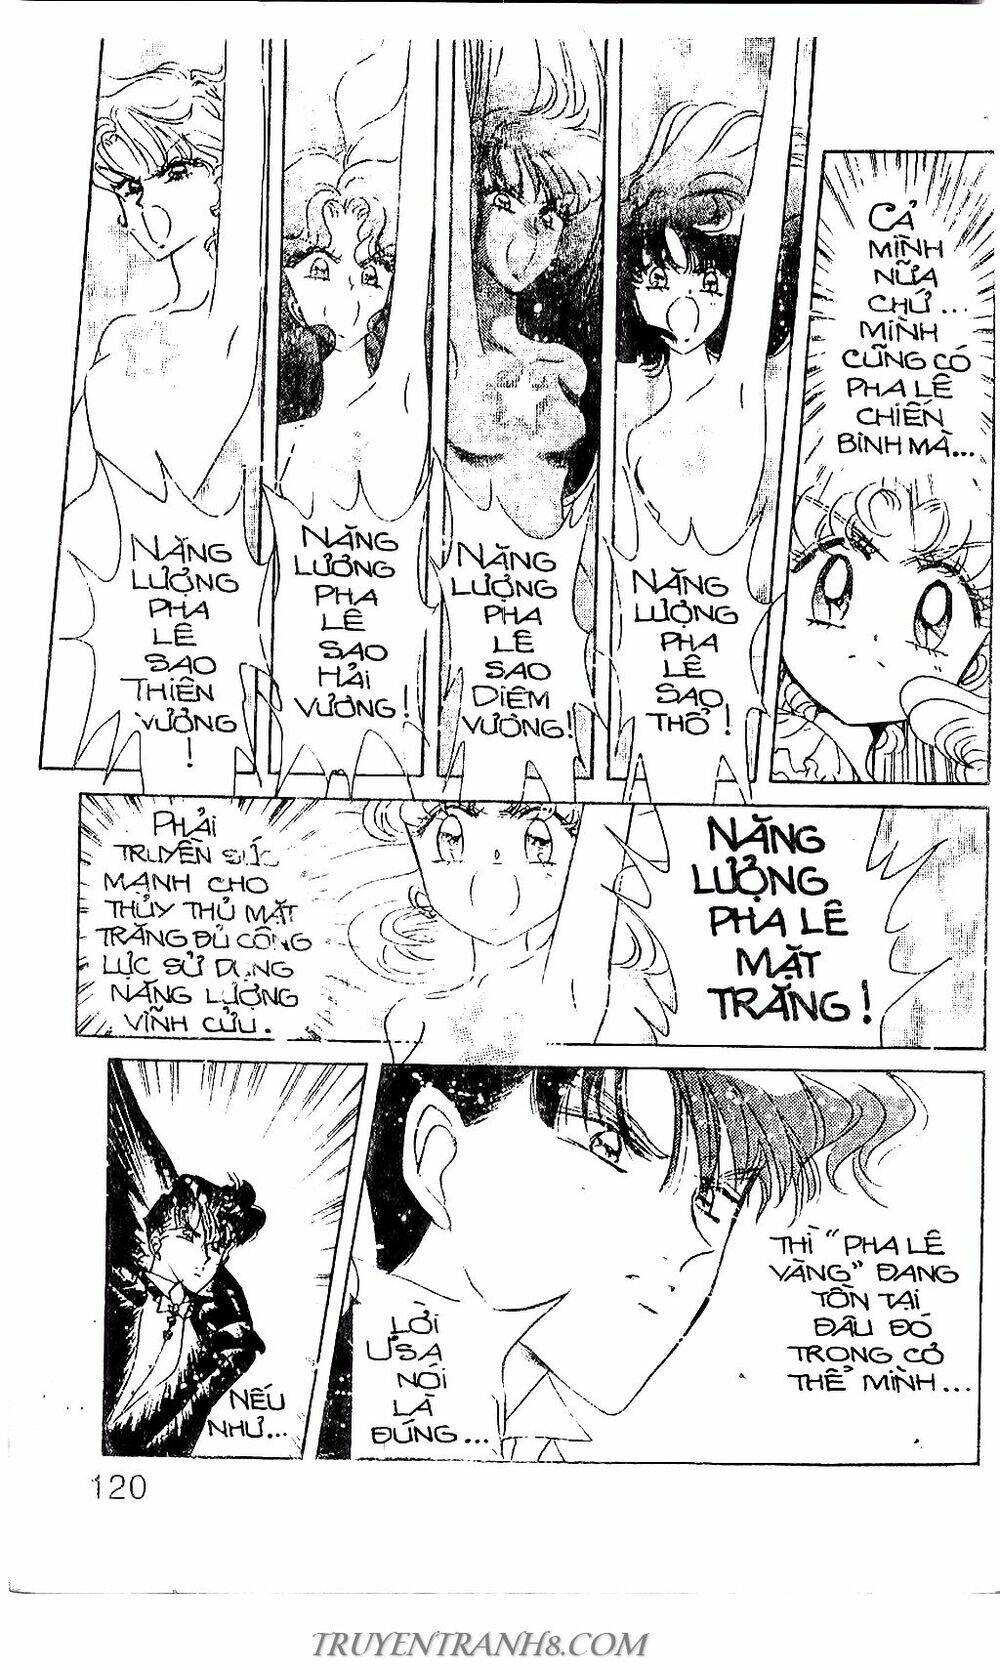 CẢ
MÌNH
NỮA
CHỨ...
MÌNH
CŨNG CÓ
PHA LÊ
CHIẾN
BINH MÀ...
NĂNG
LƯỢNG
PHA
LÊ
SAO
THỔ!
NĂNG
LƯỢNG
PHA
LÊ
SAO
DIÊM
VƯƠNG!
NĂNG
LƯƠNG
PHA
LÊ
SAO
HẢI
VƯƠNG!
NĂNG
LƯỢNG
PHA
LÊ
SAO
THIÊN
VƯƠNG
!
PHẢI
TRUYỀN SỨC
MẠNH CHO
THỦY THỦ MẶT
TRĂNG ĐỦ CÔNG
LỰC SỬ DỤNG
NĂNG LƯỢNG
VĨNH CỬU.
NĂNG
LƯỢNG
PHA LÊ
MẶT
TRĂNG!
NẾU
NHƯ...
LỜI
ƯSA
NÓI
LÀ
ĐÚNG...
THÌ "PHA LÊ
VÀNG" ĐANG
TỒN TẠI
ĐÂU ĐÓ
TRONG CƠ
THỂ MÌNH...
120
TRUYENTRANH8.COM